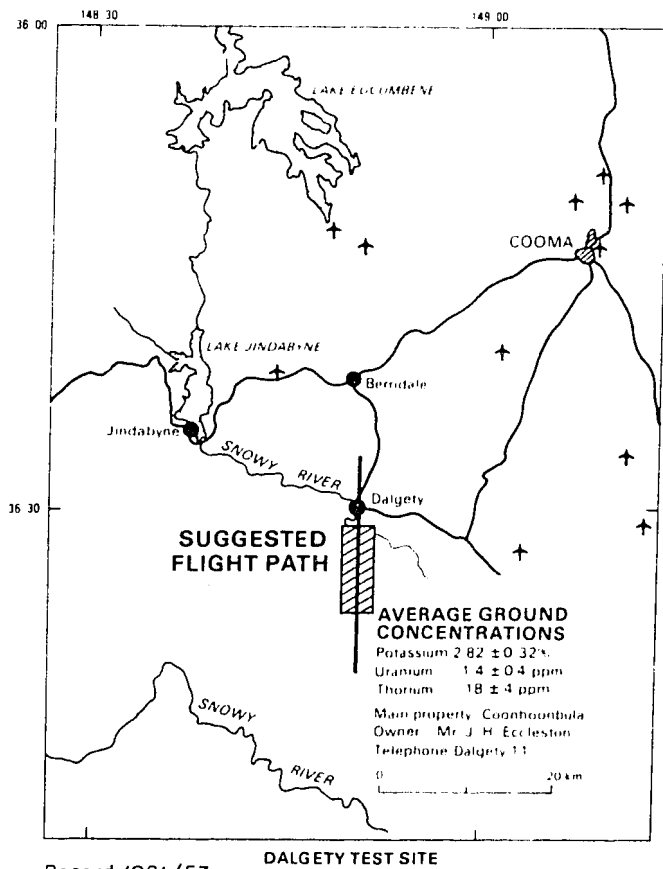 148 30
149 00
36 00
LAKE EUCUMBENE
COOMA
LAKE JINDABYNE
Berridale
Jindabyne
SNOWY RIVER
36 30
Dalgety
SUGGESTED
FLIGHT PATH
AVERAGE GROUND
CONCENTRATIONS
Potassium 2.82 ± 0.32%
Uranium 1.4 ± 0.4 ppm
Thorium 18 ± 4 ppm
Main property Coonhoonbula
Owner Mr J. H. Eccleston
Telephone Dalgety 11
SNOWY
RIVER
0 20 km
DALGETY TEST SITE